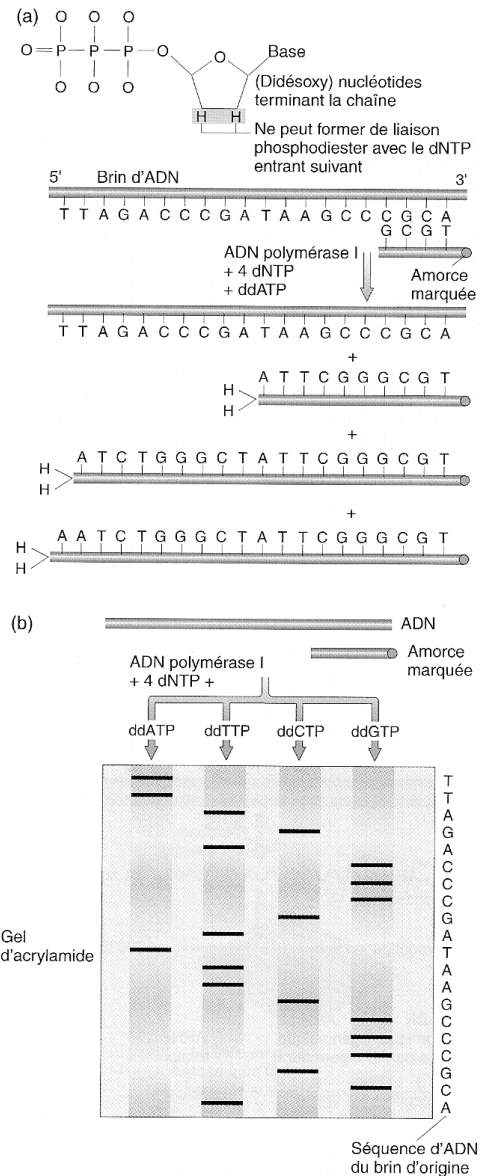 (a)
O O O
O=P–P–P–O O Base
O O O
(Didésoxy) nucléotides
terminant la chaîne
H H
Ne peut former de liaison
phosphodiester avec le dNTP
entrant suivant
5' Brin d'ADN 3'
T T A G A C C C G A T A A G C C C G C A
G C G T
ADN polymérase I
+ 4 dNTP
+ ddATP
Amorce
marquée
T T A G A C C C G A T A A G C C C G C A
+
A T T C G G G C G T
H
H
+
A T C T G G G C T A T T C G G G C G T
H
H
+
A A T C T G G G C T A T T C G G G C G T
H
H
(b)
ADN
Amorce
marquée
ADN polymérase I
+ 4 dNTP +
ddATP ddTTP ddCTP ddGTP
T
T
A
G
A
C
C
C
G
A
T
A
A
G
C
C
C
G
C
A
Gel
d'acrylamide
Séquence d'ADN
du brin d'origine